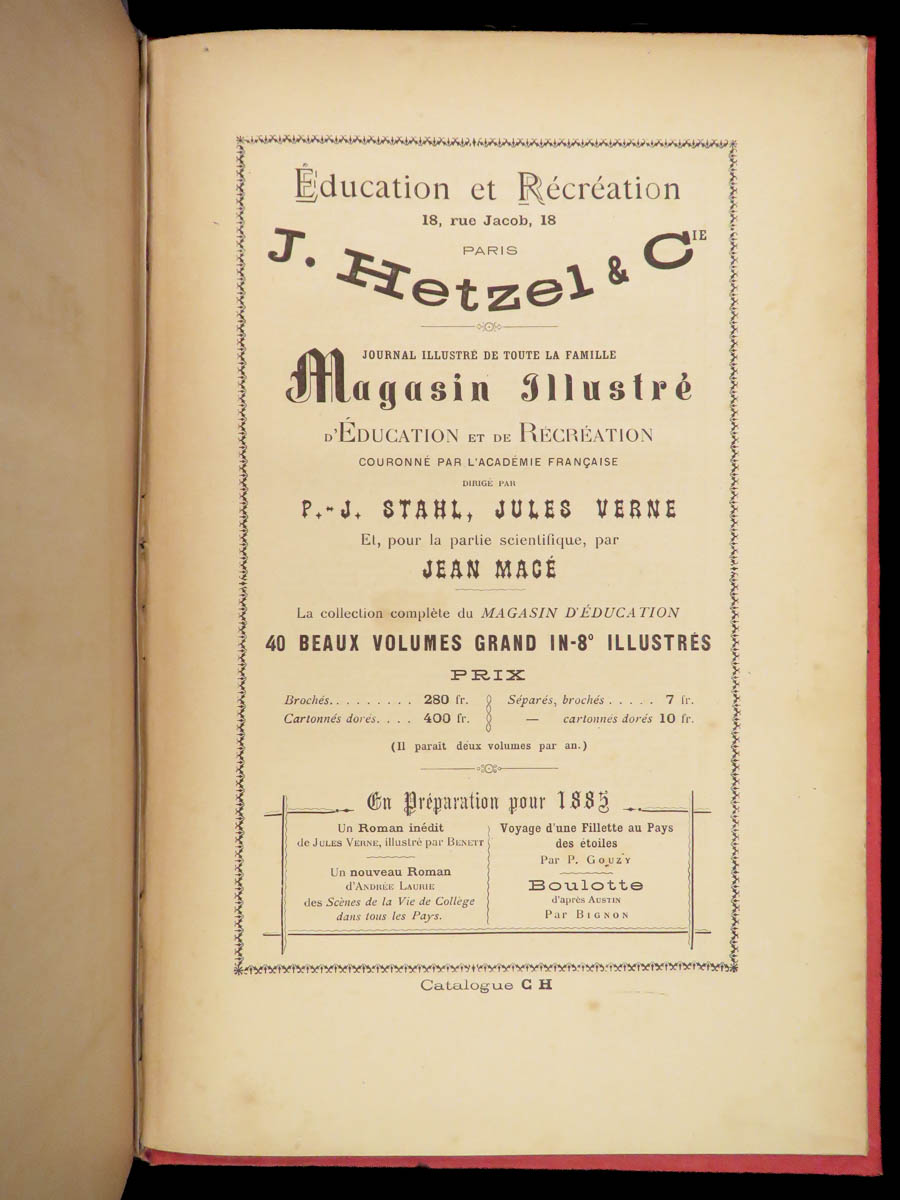 Éducation et Récréation
18, rue Jacob, 18
PARIS
J. Hetzel & CIE
JOURNAL ILLUSTRÉ DE TOUTE LA FAMILLE
Magasin Illustré
D'ÉDUCATION ET DE RÉCRÉATION
COURONNÉ PAR L'ACADÉMIE FRANÇAISE
DIRIGÉ PAR
P.-J. STAHL, JULES VERNE
Et, pour la partie scientifique, par
JEAN MACÉ
La collection complète du MAGASIN D'ÉDUCATION
40 BEAUX VOLUMES GRAND IN-8° ILLUSTRÉS
PRIX
Brochés. . . . . . . . . 280 fr.
Cartonnés dorés. . . . 400 fr.
Séparés, brochés . . . . . 7 fr.
— cartonnés dorés 10 fr.
(Il paraît deux volumes par an.)
En Préparation pour 1885
Un Roman inédit
de JULES VERNE, illustré par BENETT
Un nouveau Roman
d'ANDRÉE LAURIE
des Scènes de la Vie de Collège
dans tous les Pays.
Voyage d'une Fillette au Pays
des étoiles
Par P. GOUZY
Boulotte
d'après AUSTIN
Par BIGNON
Catalogue C H